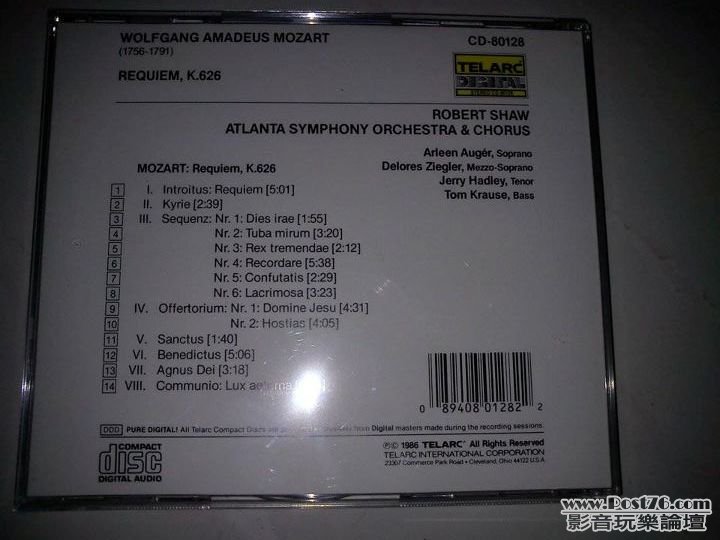 WOLFGANG AMADEUS MOZART
(1756-1791)
REQUIEM, K.626
CD-80128
TELARC
DIGITAL
ROBERT SHAW
ATLANTA SYMPHONY ORCHESTRA & CHORUS
Arleen Augér, Soprano
Delores Ziegler, Mezzo-Soprano
Jerry Hadley, Tenor
Tom Krause, Bass
MOZART: Requiem, K.626
1 I. Introitus: Requiem [5:01]
2 II. Kyrie [2:39]
3 III. Sequenz: Nr. 1: Dies irae [1:55]
4 Nr. 2: Tuba mirum [3:20]
5 Nr. 3: Rex tremendae [2:12]
6 Nr. 4: Recordare [5:38]
7 Nr. 5: Confutatis [2:29]
8 Nr. 6: Lacrimosa [3:23]
9 IV. Offertorium: Nr. 1: Domine Jesu [4:31]
10 Nr. 2: Hostias [4:05]
11 V. Sanctus [1:40]
12 VI. Benedictus [5:06]
13 VII. Agnus Dei [3:18]
14 VIII. Communio: Lux aeterna
0 89408 01282 2
DDD PURE DIGITAL! All Telarc Compact Discs are from Digital masters made during the recording sessions.
COMPACT
disc
DIGITAL AUDIO
℗© 1986 TELARC® All Rights Reserved
TELARC INTERNATIONAL CORPORATION
23307 Commerce Park Road • Cleveland, Ohio 44122 U.S.
www.Post76.com
影音玩樂論壇